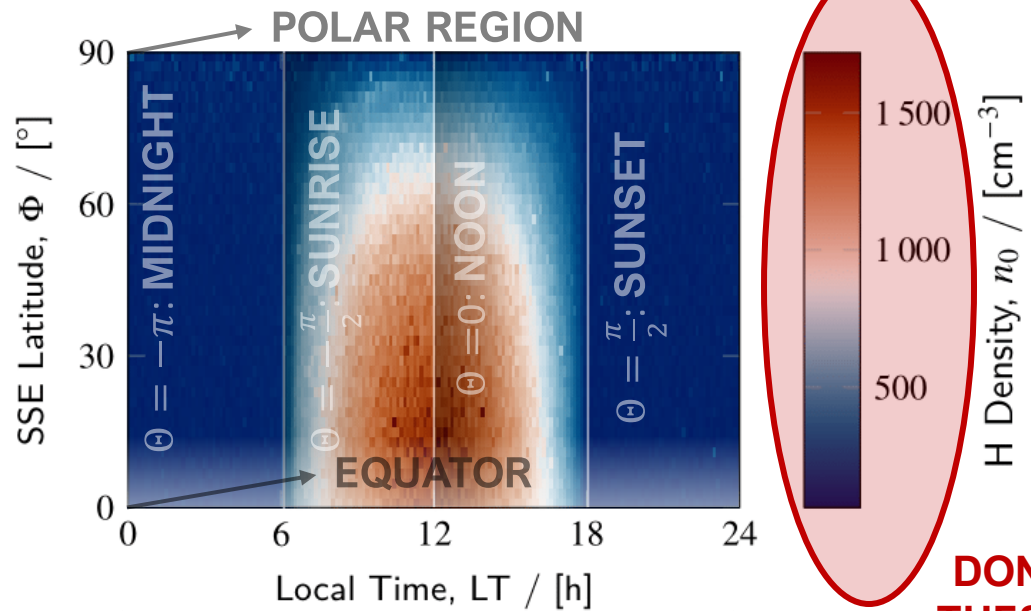 POLAR REGION
90
60
30
0
SSE Latitude, Φ / [°]
Θ = −π: MIDNIGHT
Θ = −π/2: SUNRISE
Θ =0: NOON
Θ = π/2: SUNSET
EQUATOR
0 6 12 18 24
Local Time, LT / [h]
1 500
1 000
500
H Density, n₀ / [cm⁻³]
DON